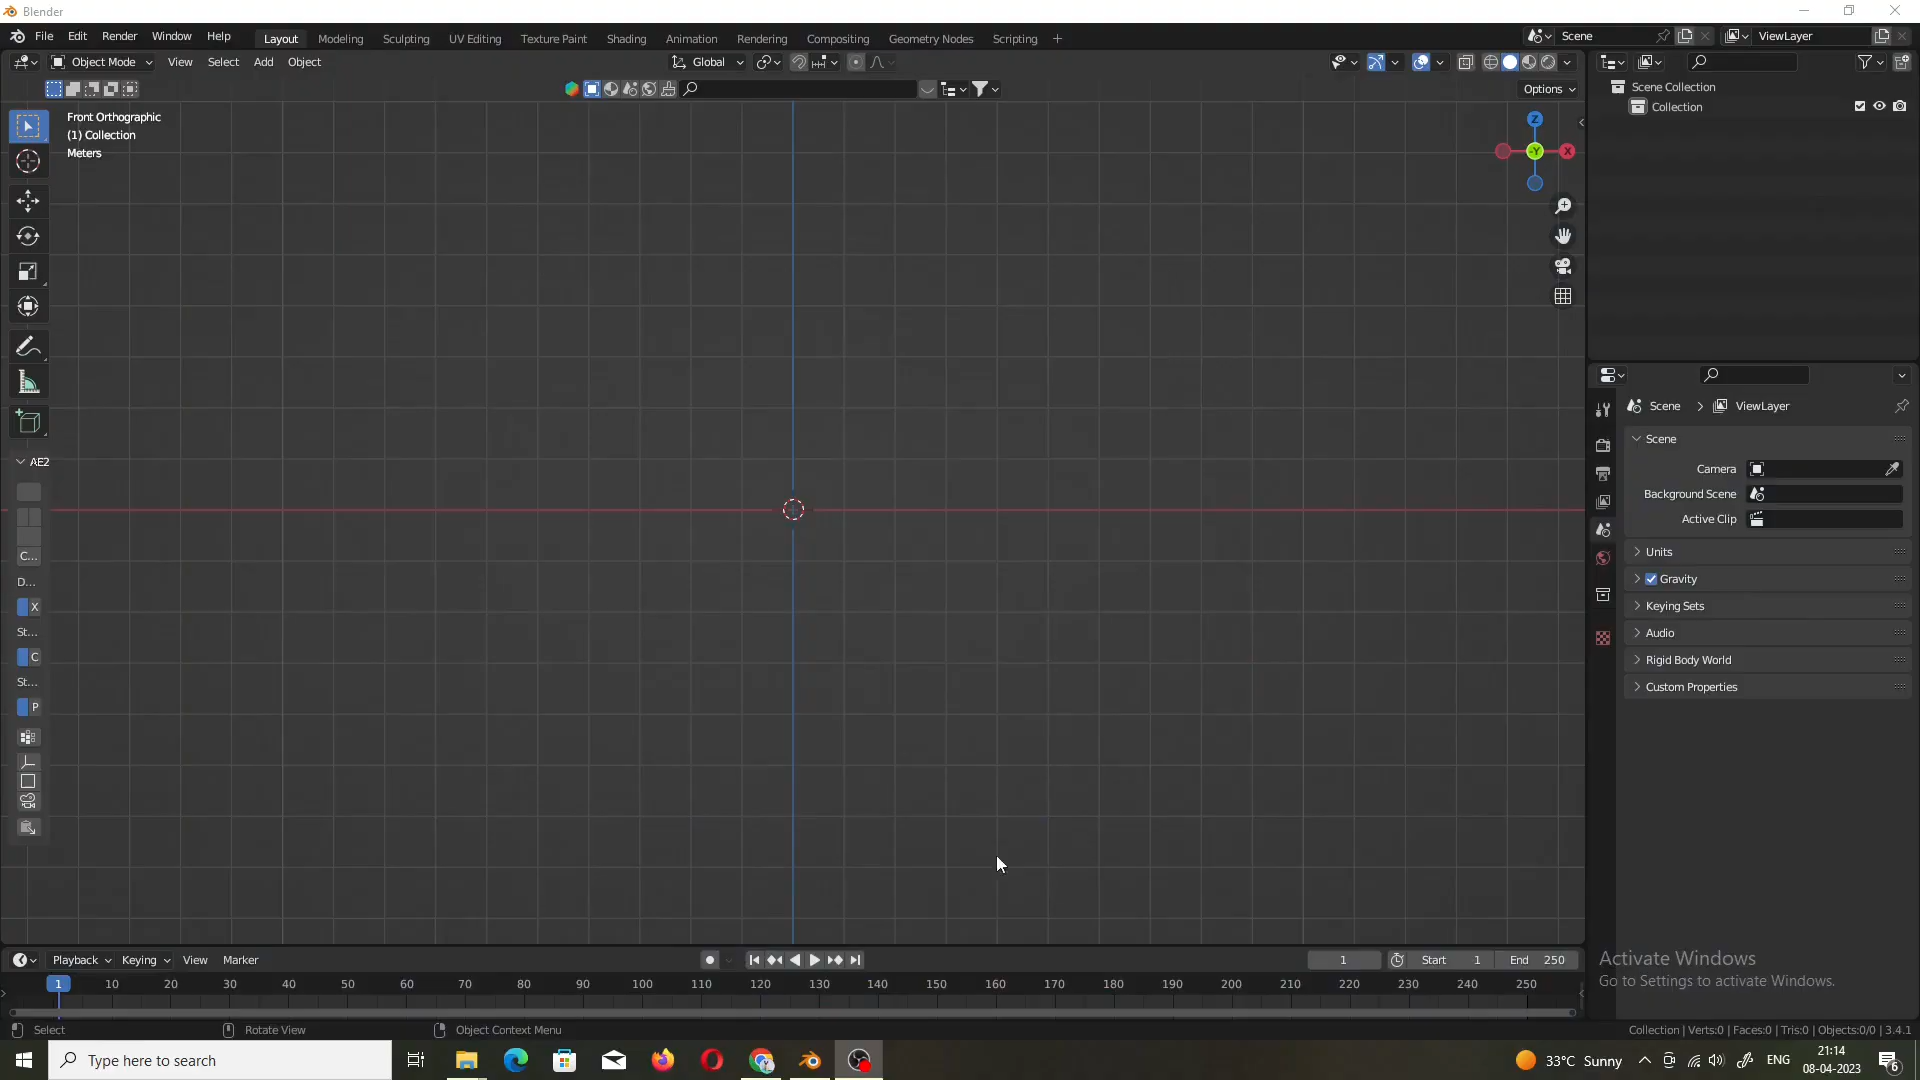 Blender
File Edit Render Window Help
Layout Modeling Sculpting UV Editing Texture Paint Shading Animation Rendering Compositing Geometry Nodes Scripting +
Scene
ViewLayer
Object Mode View Select Add Object
Global
Options
Front Orthographic
(1) Collection
Meters
Z
-Y
X
Scene Collection
Collection
Scene > ViewLayer
Scene
Camera
Background Scene
Active Clip
Units
Gravity
Keying Sets
Audio
Rigid Body World
Custom Properties
AE2
C...
D...
X
St...
C
St...
P
Playback Keying View Marker
1
Start 1
End 250
1 10 20 30 40 50 60 70 80 90 100 110 120 130 140 150 160 170 180 190 200 210 220 230 240 250
Activate Windows
Go to Settings to activate Windows.
Select
Rotate View
Object Context Menu
Collection | Verts:0 | Faces:0 | Tris:0 | Objects:0/0 | 3.4.1
Type here to search
33°C Sunny
ENG
21:14
08-04-2023
6